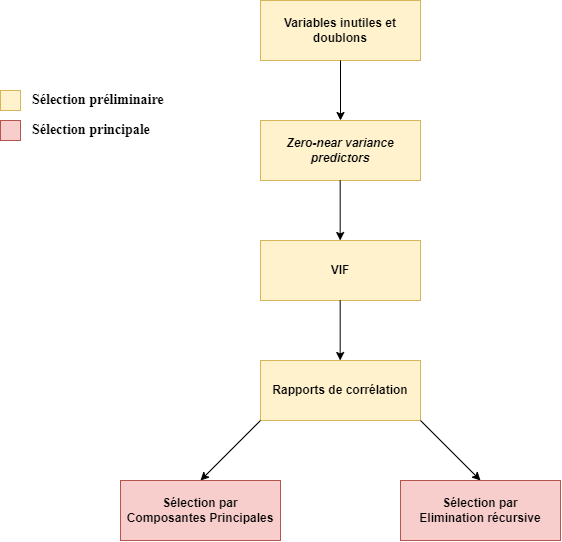 Variables inutiles et
doublons
Sélection préliminaire
Sélection principale
Zero-near variance
predictors
VIF
Rapports de corrélation
Sélection par
Composantes Principales
Sélection par
Elimination récursive